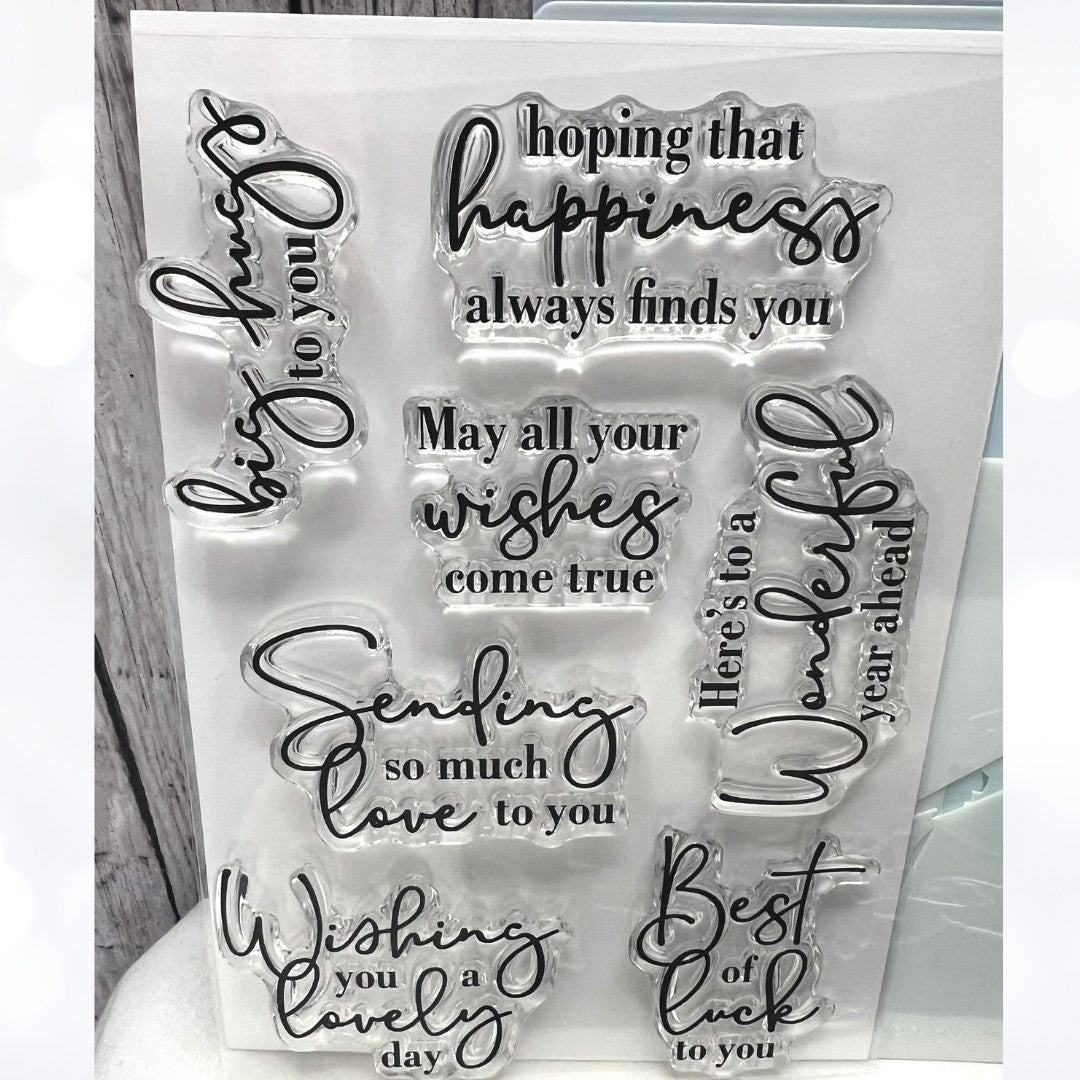 big hugs
to you
hoping that
happiness
always finds you
May all your
wishes
come true
Here's to a
Wonderful
year ahead
Sending
so much
love to you
Wishing
you a
lovely
day
Best
of
luck
to you